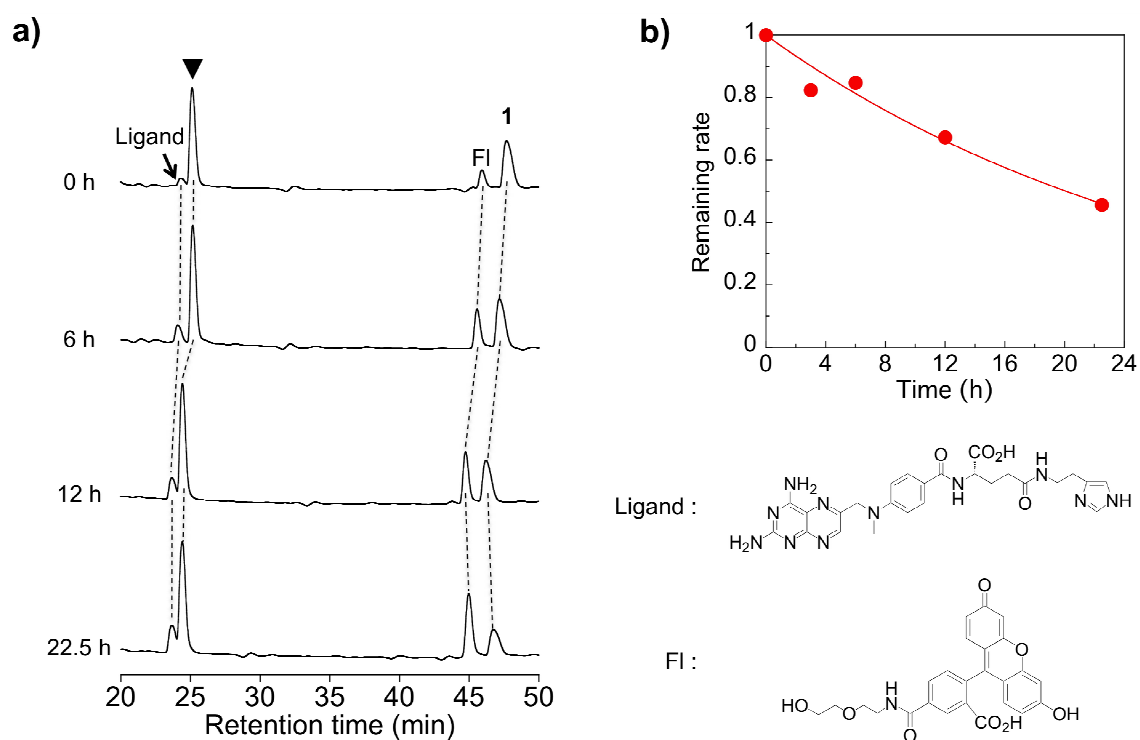 a)
Ligand
Fl
1
0 h
6 h
12 h
22.5 h
20 25 30 35 40 45 50
Retention time (min)
b)
1
0.8
0.6
0.4
0.2
0
Remaining rate
0 4 8 12 16 20 24
Time (h)
Ligand :
NH2
N
N
H2N
N
N
N
O
N
H
CO2H
O
H
N
N
NH
Fl :
O
O
OH
CO2H
HO
O
H
N
O